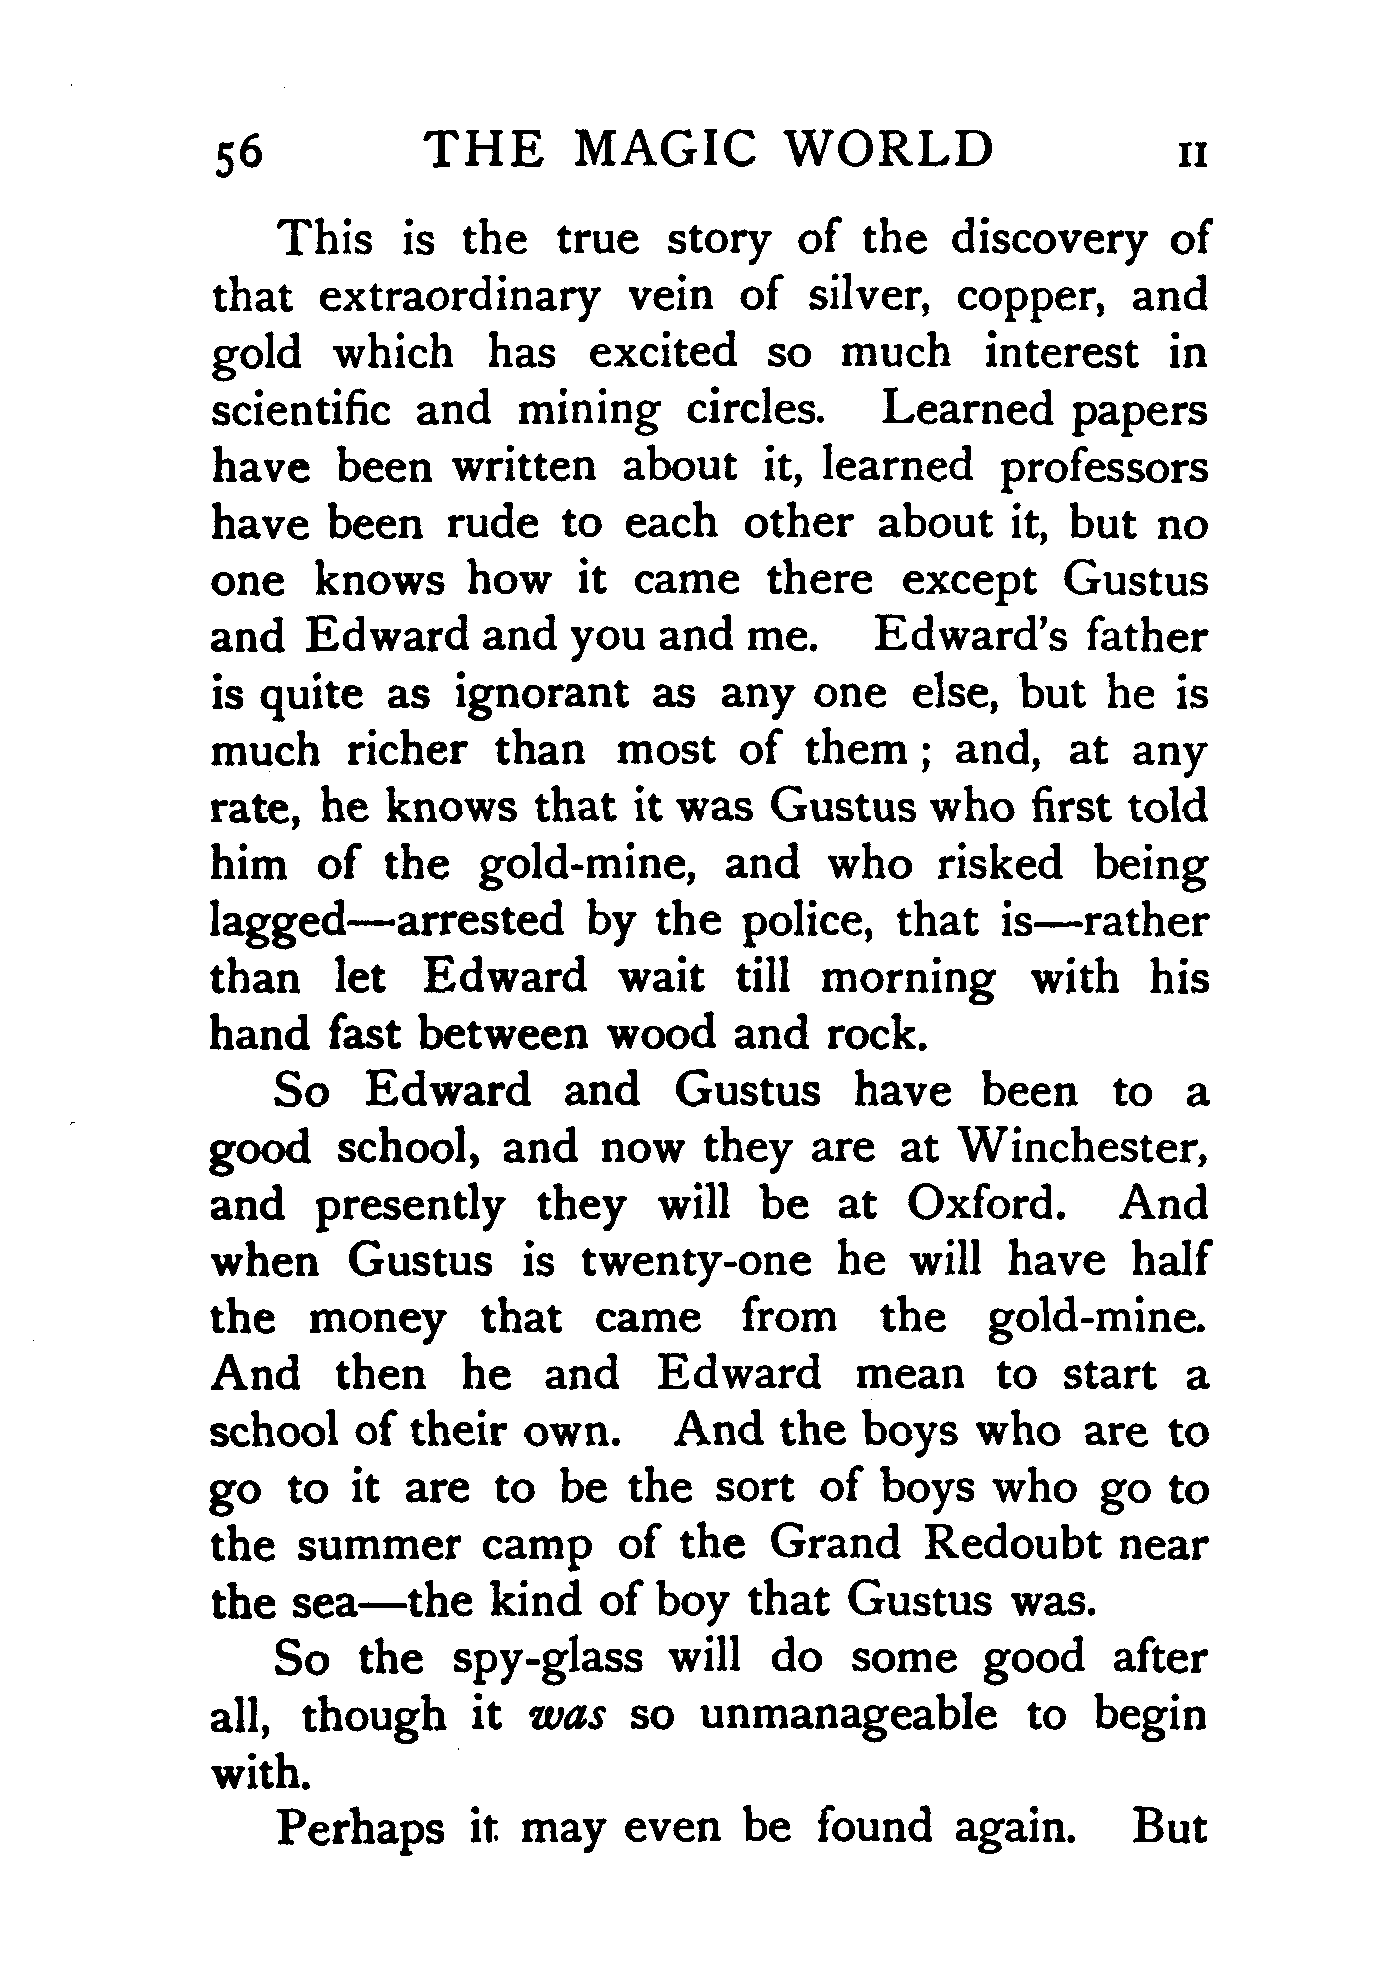 56 THE MAGIC WORLD II
This is the true story of the discovery of
that extraordinary vein of silver, copper, and
gold which has excited so much interest in
scientific and mining circles. Learned papers
have been written about it, learned professors
have been rude to each other about it, but no
one knows how it came there except Gustus
and Edward and you and me. Edward's father
is quite as ignorant as any one else, but he is
much richer than most of them ; and, at any
rate, he knows that it was Gustus who first told
him of the gold-mine, and who risked being
lagged—arrested by the police, that is—rather
than let Edward wait till morning with his
hand fast between wood and rock.
So Edward and Gustus have been to a
good school, and now they are at Winchester,
and presently they will be at Oxford. And
when Gustus is twenty-one he will have half
the money that came from the gold-mine.
And then he and Edward mean to start a
school of their own. And the boys who are to
go to it are to be the sort of boys who go to
the summer camp of the Grand Redoubt near
the sea—the kind of boy that Gustus was.
So the spy-glass will do some good after
all, though it was so unmanageable to begin
with.
Perhaps it may even be found again. But